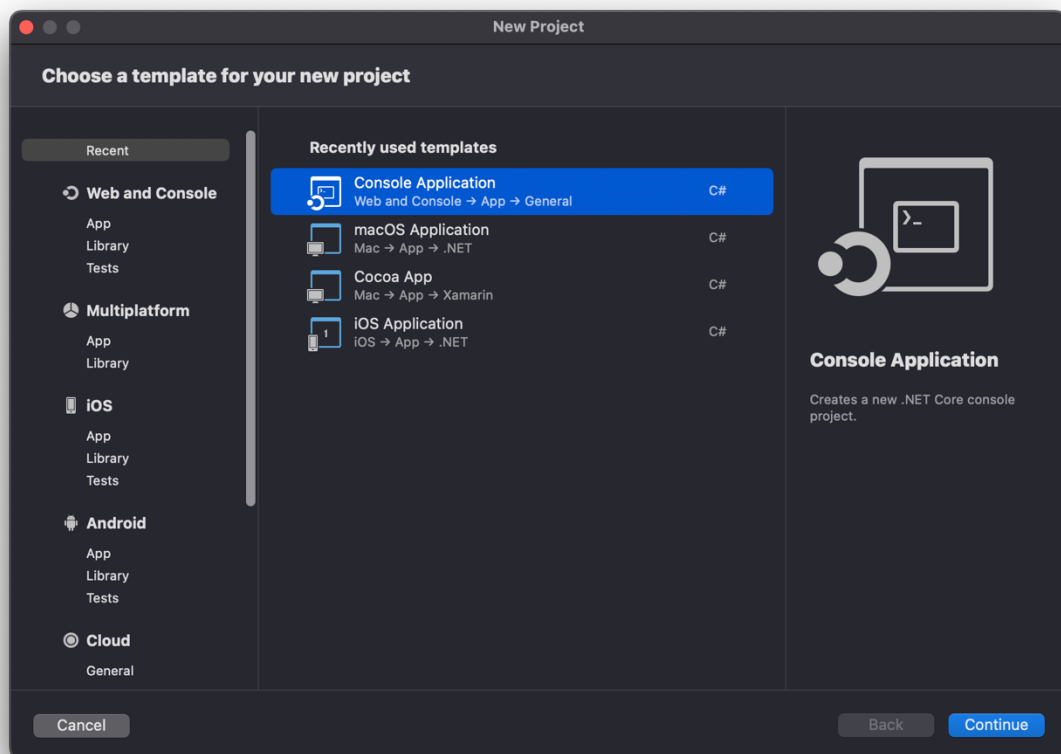 New Project
Choose a template for your new project
Recent
Web and Console
App
Library
Tests
Multiplatform
App
Library
iOS
App
Library
Tests
Android
App
Library
Tests
Cloud
General
Recently used templates
Console Application
Web and Console → App → General
C#
macOS Application
Mac → App → .NET
C#
Cocoa App
Mac → App → Xamarin
C#
1
iOS Application
iOS → App → .NET
C#
Console Application
Creates a new .NET Core console
project.
Cancel
Back
Continue